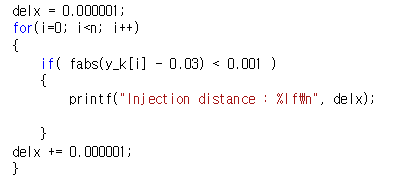 delx = 0.000001;
for(i=0; i<n; i++)
{
if( fabs(y_k[i] - 0.03) < 0.001 )
{
printf("Injection distance : %lf₩n", delx);
}
delx += 0.000001;
}